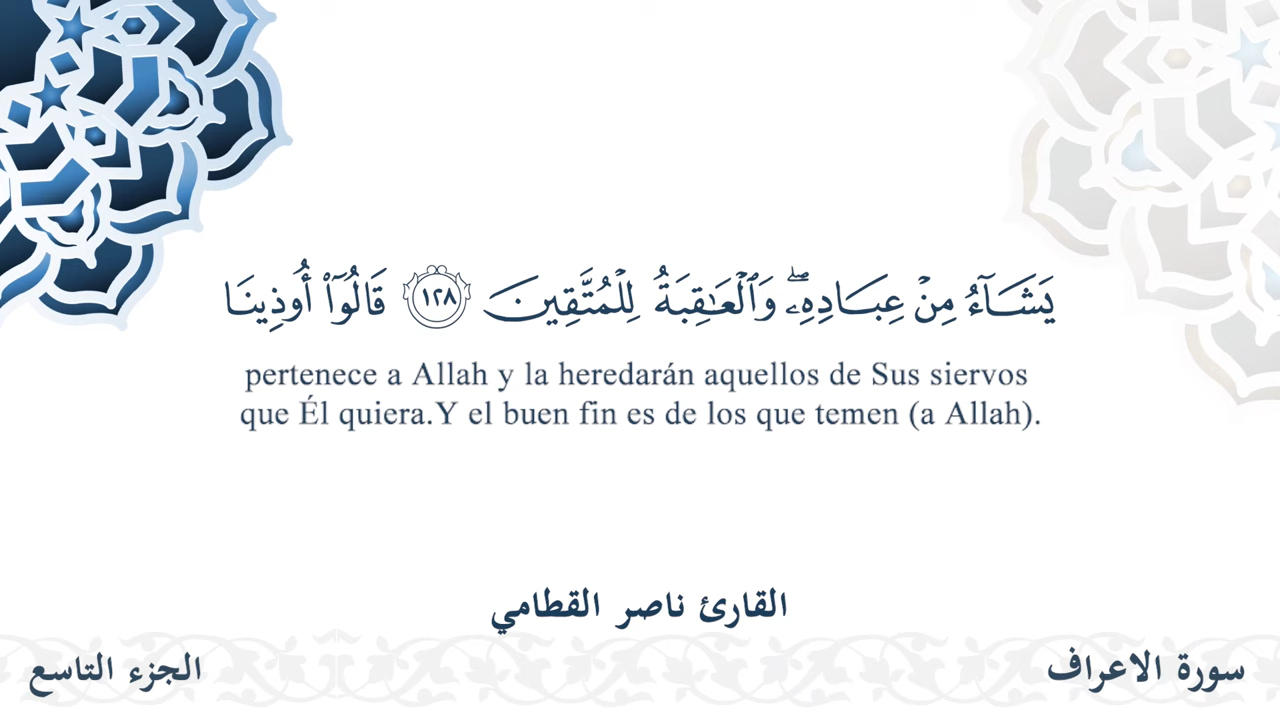 يَشَآءُ مِنۡ عِبَادِهِۦۖ وَٱلۡعَٰقِبَةُ لِلۡمُتَّقِينَ ١٢٨ قَالُوٓاْ أُوذِينَا
pertenece a Allah y la heredarán aquellos de Sus siervos
que Él quiera.Y el buen fin es de los que temen (a Allah).
القارئ ناصر القطامي
سورة الاعراف
الجزء التاسع